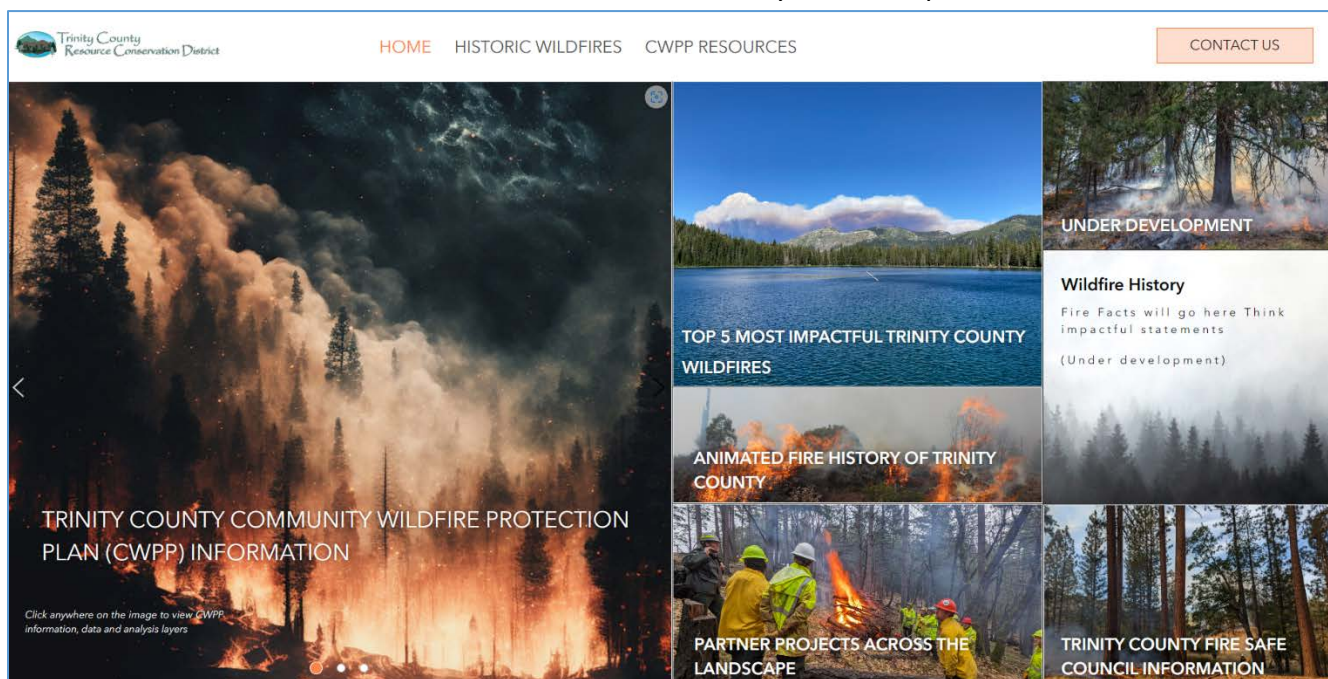 Trinity County
Resource Conservation District
HOME
HISTORIC WILDFIRES
CWPP RESOURCES
CONTACT US
TRINITY COUNTY COMMUNITY WILDFIRE PROTECTION
PLAN (CWPP) INFORMATION
Click anywhere on the image to view CWPP
information, data and analysis layers
TOP 5 MOST IMPACTFUL TRINITY COUNTY
WILDFIRES
ANIMATED FIRE HISTORY OF TRINITY
COUNTY
PARTNER PROJECTS ACROSS THE
LANDSCAPE
UNDER DEVELOPMENT
Wildfire History
Fire Facts will go here Think
impactful statements
(Under development)
TRINITY COUNTY FIRE SAFE
COUNCIL INFORMATION